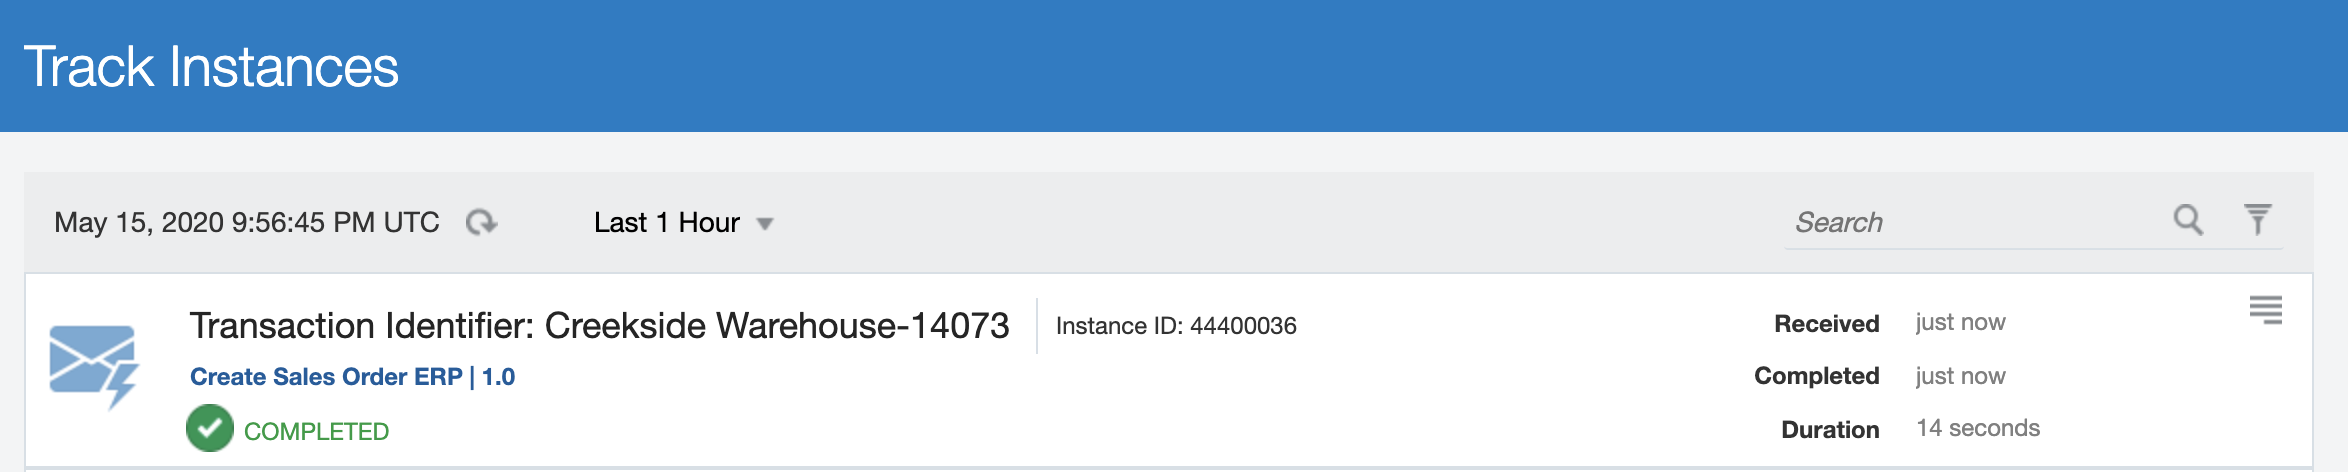 Track Instances
May 15, 2020 9:56:45 PM UTC Last 1 Hour Search
Transaction Identifier: Creekside Warehouse-14073 Instance ID: 44400036 Received just now
Create Sales Order ERP | 1.0 Completed just now
COMPLETED Duration 14 seconds